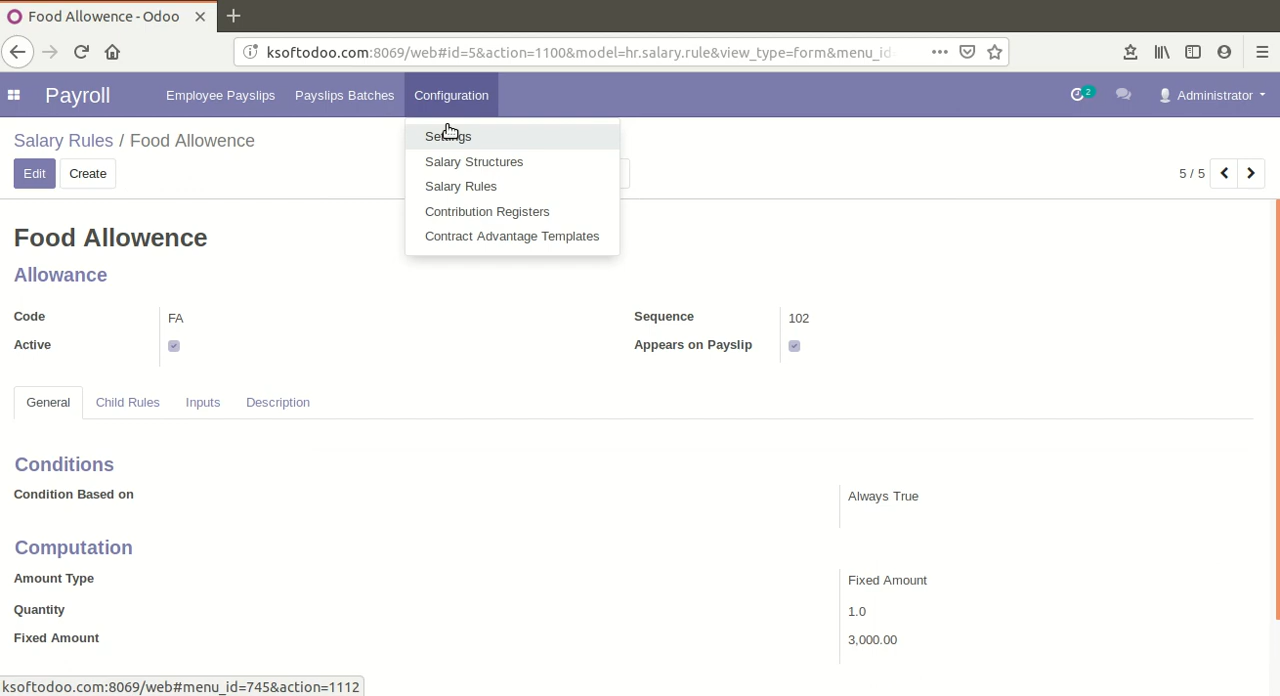 Food Allowence - Odoo
ksoftodoo.com:8069/web#id=5&action=1100&model=hr.salary.rule&view_type=form&menu_id
Payroll Employee Payslips Payslips Batches Configuration 2 Administrator
Salary Rules / Food Allowence
Settings
Salary Structures
Salary Rules
Contribution Registers
Contract Advantage Templates
Edit Create 5 / 5
Food Allowence
Allowance
Code FA Sequence 102
Active Appears on Payslip
General Child Rules Inputs Description
Conditions
Condition Based on Always True
Computation
Amount Type Fixed Amount
Quantity 1.0
Fixed Amount 3,000.00
ksoftodoo.com:8069/web#menu_id=745&action=1112